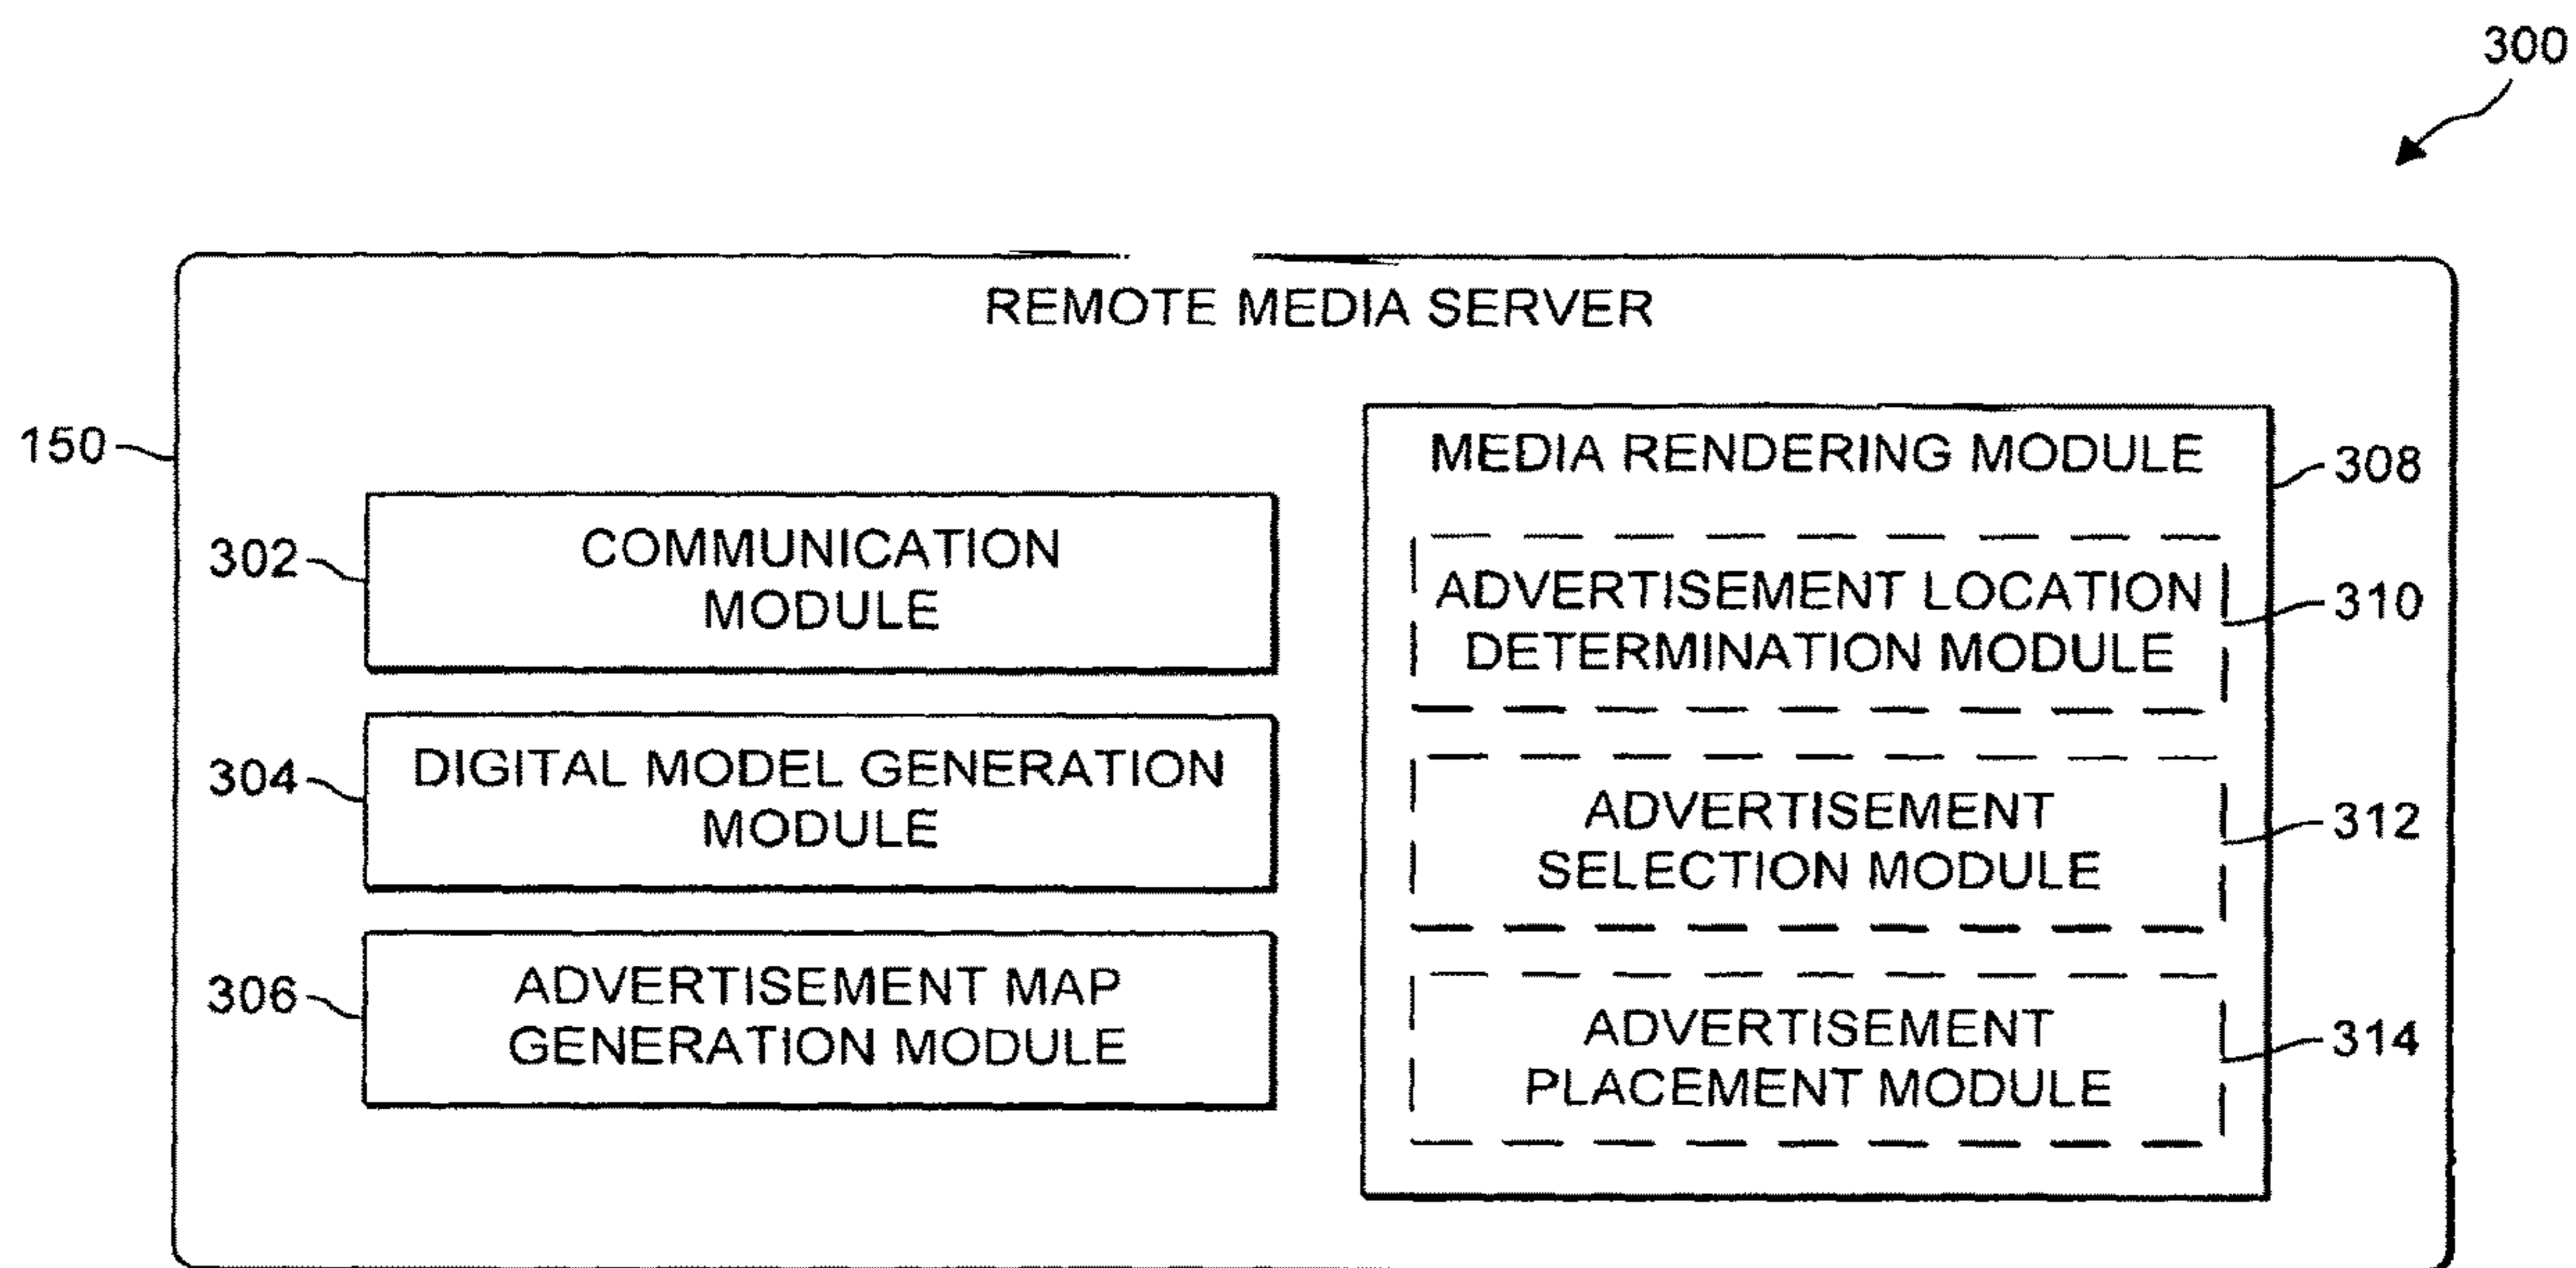 300
REMOTE MEDIA SERVER
150
302
COMMUNICATION
MODULE
304
DIGITAL MODEL GENERATION
MODULE
306
ADVERTISEMENT MAP
GENERATION MODULE
MEDIA RENDERING MODULE
308
ADVERTISEMENT LOCATION
DETERMINATION MODULE
310
ADVERTISEMENT
SELECTION MODULE
312
ADVERTISEMENT
PLACEMENT MODULE
314